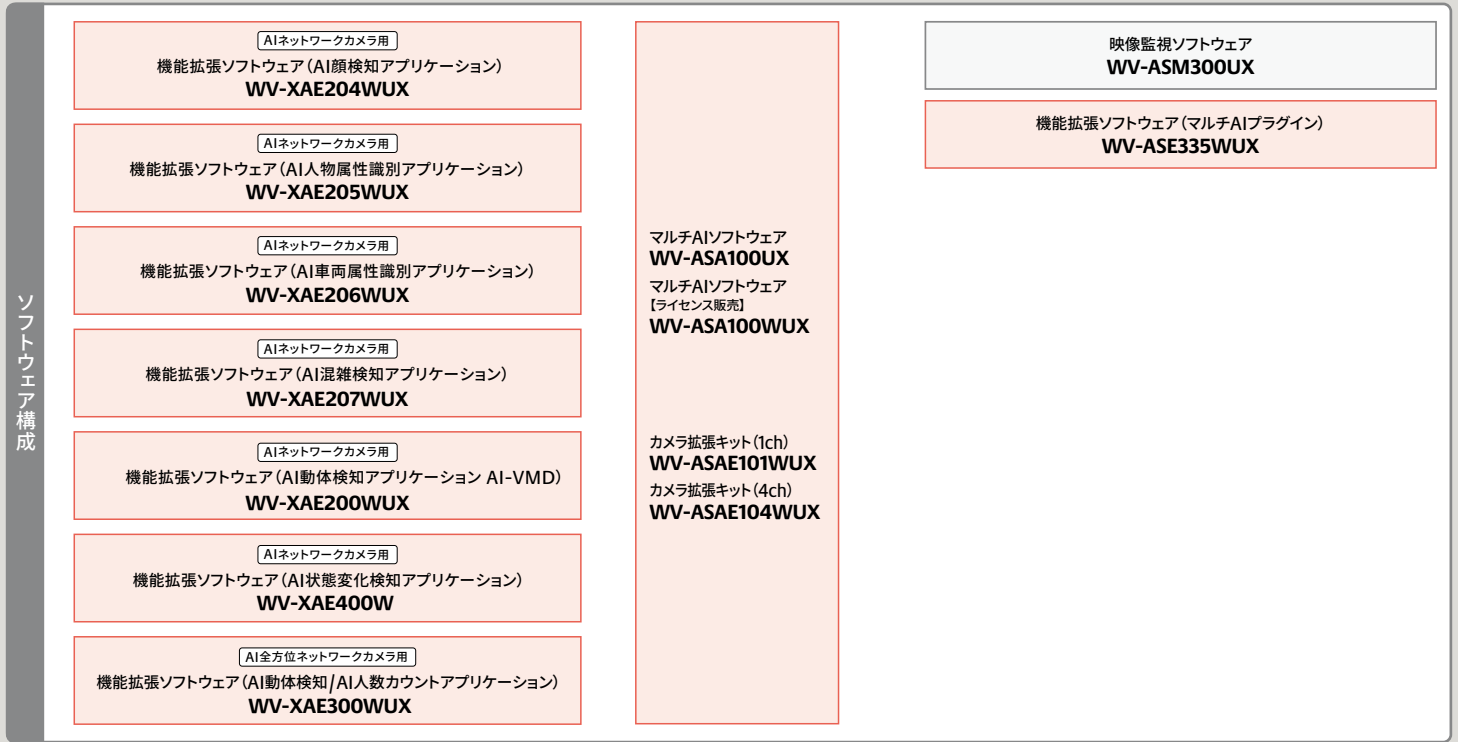 ソフトウェア構成
AIネットワークカメラ用
機能拡張ソフトウェア（AI顔検知アプリケーション）
WV-XAE204WUX
AIネットワークカメラ用
機能拡張ソフトウェア（AI人物属性識別アプリケーション）
WV-XAE205WUX
AIネットワークカメラ用
機能拡張ソフトウェア（AI車両属性識別アプリケーション）
WV-XAE206WUX
AIネットワークカメラ用
機能拡張ソフトウェア（AI混雑検知アプリケーション）
WV-XAE207WUX
AIネットワークカメラ用
機能拡張ソフトウェア（AI動体検知アプリケーション AI-VMD）
WV-XAE200WUX
AIネットワークカメラ用
機能拡張ソフトウェア（AI状態変化検知アプリケーション）
WV-XAE400W
AI全方位ネットワークカメラ用
機能拡張ソフトウェア（AI動体検知/AI人数カウントアプリケーション）
WV-XAE300WUX
マルチAIソフトウェア
WV-ASA100UX
マルチAIソフトウェア
【ライセンス販売】
WV-ASA100WUX
カメラ拡張キット（1ch）
WV-ASAE101WUX
カメラ拡張キット（4ch）
WV-ASAE104WUX
映像監視ソフトウェア
WV-ASM300UX
機能拡張ソフトウェア（マルチAIプラグイン）
WV-ASE335WUX